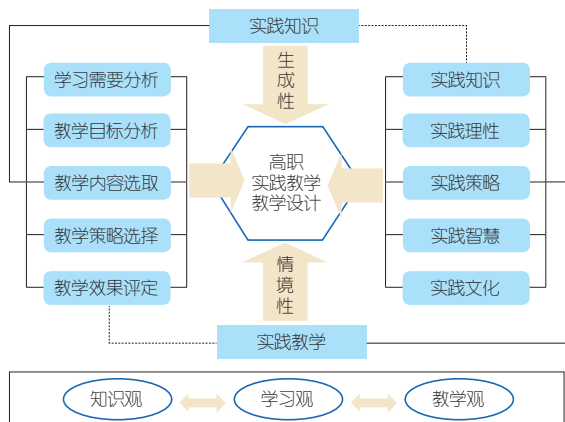 实践知识
生
成
性
学习需要分析
教学目标分析
教学内容选取
教学策略选择
教学效果评定
高职
实践教学
教学设计
实践知识
实践理性
实践策略
实践智慧
实践文化
情
境
性
实践教学
知识观
学习观
教学观